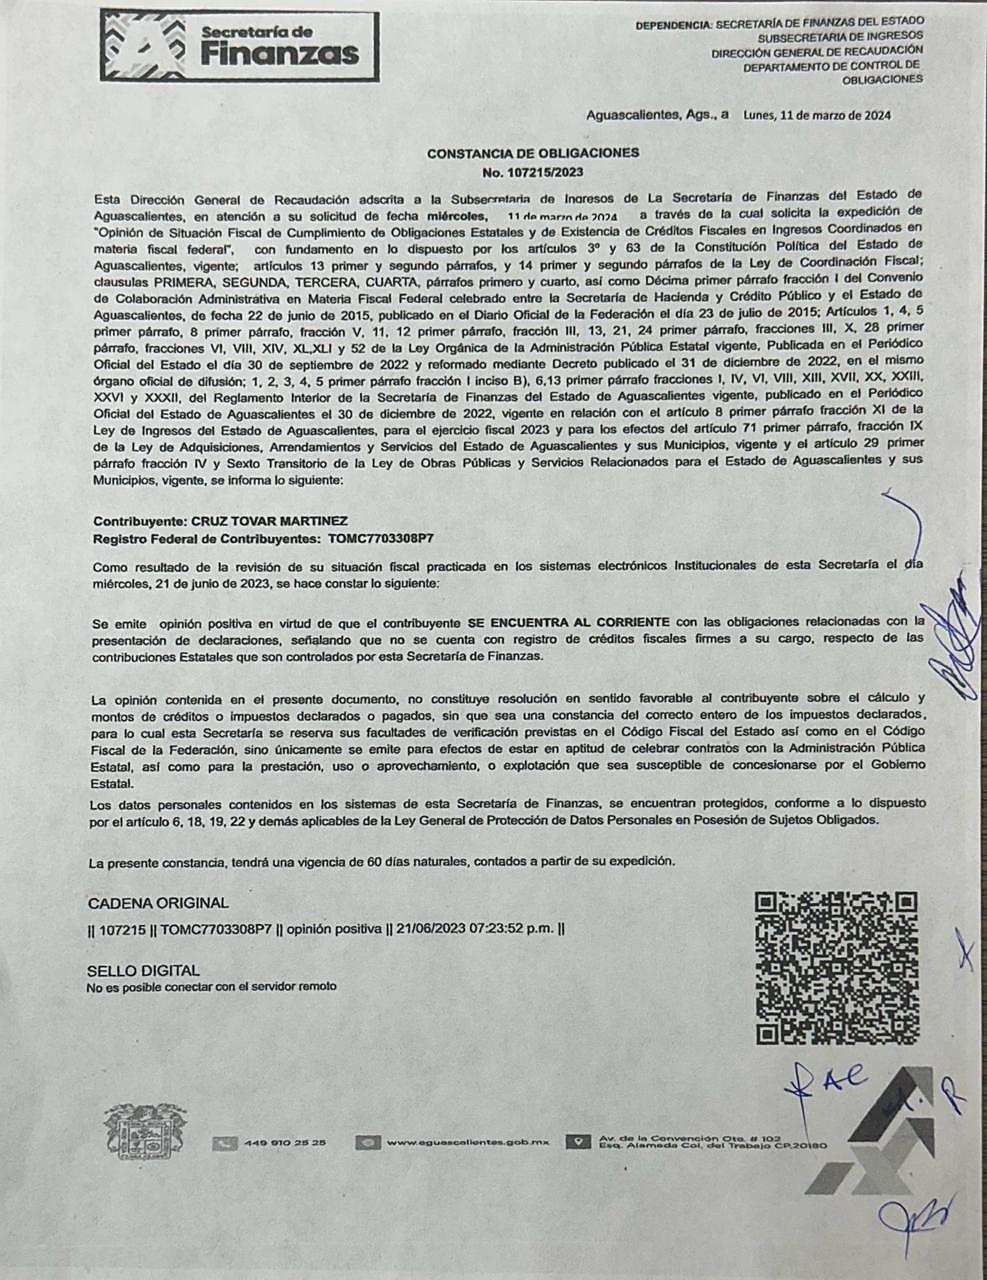 Secretaría de
Finanzas
DEPENDENCIA: SECRETARÍA DE FINANZAS DEL ESTADO
SUBSECRETARIA DE INGRESOS
DIRECCIÓN GENERAL DE RECAUDACIÓN
DEPARTAMENTO DE CONTROL DE
OBLIGACIONES
Aguascalientes, Ags., a Lunes, 11 de marzo de 2024
CONSTANCIA DE OBLIGACIONES
No. 107215/2023
Esta Dirección General de Recaudación adscrita a la Subsecretaria de Ingresos de La Secretaría de Finanzas del Estado de
Aguascalientes, en atención a su solicitud de fecha miércoles, 11 de marzo de 2024 a través de la cual solicita la expedición de
"Opinión de Situación Fiscal de Cumplimiento de Obligaciones Estatales y de Existencia de Créditos Fiscales en Ingresos Coordinados en
materia fiscal federal", con fundamento en lo dispuesto por los artículos 3º y 63 de la Constitución Política del Estado de
Aguascalientes, vigente; artículos 13 primer y segundo párrafos, y 14 primer y segundo párrafos de la Ley de Coordinación Fiscal;
clausulas PRIMERA, SEGUNDA, TERCERA, CUARTA, párrafos primero y cuarto, así como Décima primer párrafo fracción I del Convenio
de Colaboración Administrativa en Materia Fiscal Federal celebrado entre la Secretaría de Hacienda y Crédito Público y el Estado de
Aguascalientes, de fecha 22 de junio de 2015, publicado en el Diario Oficial de la Federación el día 23 de julio de 2015; Artículos 1, 4, 5
primer párrafo, 8 primer párrafo, fracción V, 11, 12 primer párrafo, fracción III, 13, 21, 24 primer párrafo, fracciones III, X, 28 primer
párrafo, fracciones VI, VIII, XIV, XL,XLI y 52 de la Ley Orgánica de la Administración Pública Estatal vigente, Publicada en el Periódico
Oficial del Estado el día 30 de septiembre de 2022 y reformado mediante Decreto publicado el 31 de diciembre de 2022, en el mismo
órgano oficial de difusión; 1, 2, 3, 4, 5 primer párrafo fracción I inciso B), 6,13 primer párrafo fracciones I, IV, VI, VIII, XIII, XVII, XX, XXIII,
XXVI y XXXII, del Reglamento Interior de la Secretaría de Finanzas del Estado de Aguascalientes vigente, publicado en el Periódico
Oficial del Estado de Aguascalientes el 30 de diciembre de 2022, vigente en relación con el artículo 8 primer párrafo fracción XI de la
Ley de Ingresos del Estado de Aguascalientes, para el ejercicio fiscal 2023 y para los efectos del artículo 71 primer párrafo, fracción IX
de la Ley de Adquisiciones, Arrendamientos y Servicios del Estado de Aguascalientes y sus Municipios, vigente y el artículo 29 primer
párrafo fracción IV y Sexto Transitorio de la Ley de Obras Públicas y Servicios Relacionados para el Estado de Aguascalientes y sus
Municipios, vigente, se informa lo siguiente:
Contribuyente: CRUZ TOVAR MARTINEZ
Registro Federal de Contribuyentes: TOMC7703308P7
Como resultado de la revisión de su situación fiscal practicada en los sistemas electrónicos Institucionales de esta Secretaría el día
miércoles, 21 de junio de 2023, se hace constar lo siguiente:
Se emite opinión positiva en virtud de que el contribuyente SE ENCUENTRA AL CORRIENTE con las obligaciones relacionadas con la
presentación de declaraciones, señalando que no se cuenta con registro de créditos fiscales firmes a su cargo, respecto de las
contribuciones Estatales que son controlados por esta Secretaría de Finanzas.
La opinión contenida en el presente documento, no constituye resolución en sentido favorable al contribuyente sobre el cálculo y
montos de créditos o impuestos declarados o pagados, sin que sea una constancia del correcto entero de los impuestos declarados,
para lo cual esta Secretaría se reserva sus facultades de verificación previstas en el Código Fiscal del Estado así como en el Código
Fiscal de la Federación, sino únicamente se emite para efectos de estar en aptitud de celebrar contratos con la Administración Pública
Estatal, así como para la prestación, uso o aprovechamiento, o explotación que sea susceptible de concesionarse por el Gobierno
Estatal.
Los datos personales contenidos en los sistemas de esta Secretaría de Finanzas, se encuentran protegidos, conforme a lo dispuesto
por el artículo 6, 18, 19, 22 y demás aplicables de la Ley General de Protección de Datos Personales en Posesión de Sujetos Obligados.
La presente constancia, tendrá una vigencia de 60 días naturales, contados a partir de su expedición.
CADENA ORIGINAL
|| 107215 || TOMC7703308P7 || opinión positiva || 21/06/2023 07:23:52 p.m. ||
SELLO DIGITAL
No es posible conectar con el servidor remoto
449 910 25 25
www.aguascalientes.gob.mx
Av. de la Convención Ote. # 102
Esq. Alameda Col. del Trabajo CP.20180